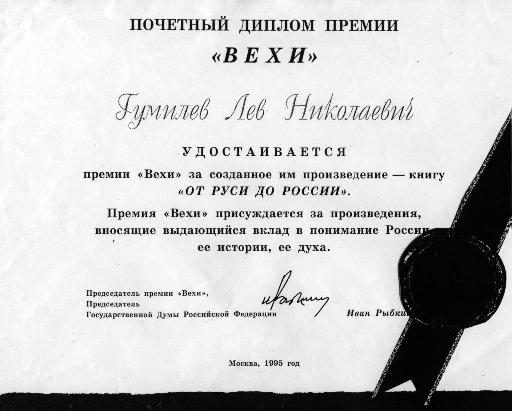 ПОЧЕТНЫЙ ДИПЛОМ ПРЕМИИ
«ВЕХИ»
Гумилев Лев Николаевич
УДОСТАИВАЕТСЯ
премии «Вехи» за созданное им произведение — книгу
«ОТ РУСИ ДО РОССИИ».
Премия «Вехи» присуждается за произведения,
вносящие выдающийся вклад в понимание России
ее истории, ее духа.
Председатель премии «Вехи»,
Председатель
Государственной Думы Российской Федерации
Иван
Москва, 1995 год